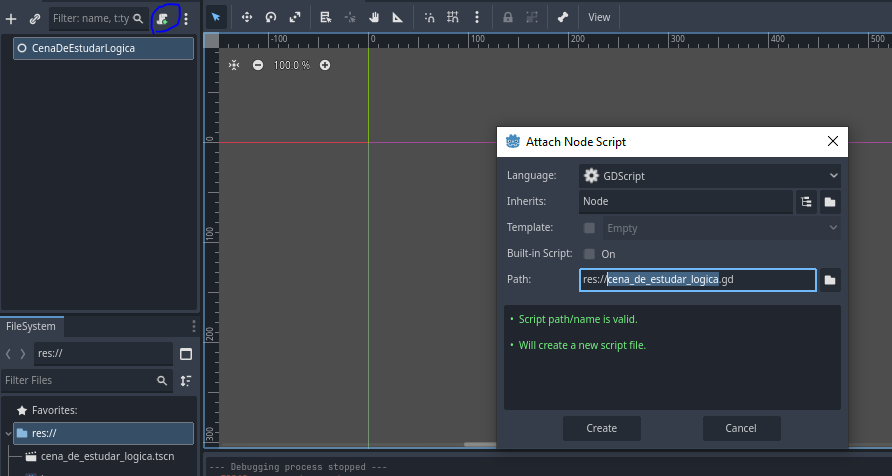 Filter: name, t:ty
View
CenaDeEstudarLogica
-100
0
100
200
300
400
500
100.0 %
0
100
200
300
Attach Node Script
Language:
GDScript
Inherits:
Node
Template:
Empty
Built-in Script:
On
Path:
res://cena_de_estudar_logica.gd
• Script path/name is valid.
• Will create a new script file.
Create
Cancel
FileSystem
res://
Filter Files
Favorites:
res://
cena_de_estudar_logica.tscn
--- Debugging process stopped ---